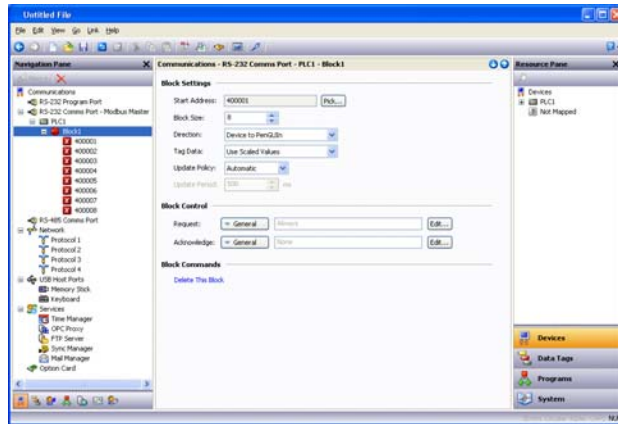 Untitled File
File Edit View Go Link Help
Navigation Pane
Communications - RS-232 Comms Port - PLC1 - Block1
Resource Pane
Communications
RS-232 Program Port
RS-232 Comms Port - Modbus Master
PLC1
Block1
400001
400002
400003
400004
400005
400006
400007
400008
RS-485 Comms Port
Network
Protocol 1
Protocol 2
Protocol 3
Protocol 4
USB Host Ports
Memory Stick
Keyboard
Services
Time Manager
OPC Proxy
FTP Server
Sync Manager
Mail Manager
Option Card
Block Settings
Start Address: 400001 Pick...
Block Size: 8
Direction: Device to PenGUIn
Tag Data: Use Scaled Values
Update Policy: Automatic
Update Period: 500 ms
Block Control
Request: General Edit...
Acknowledge: General None Edit...
Block Commands
Delete This Block
Devices
PLC1
Not Mapped
Devices
Data Tags
Programs
System